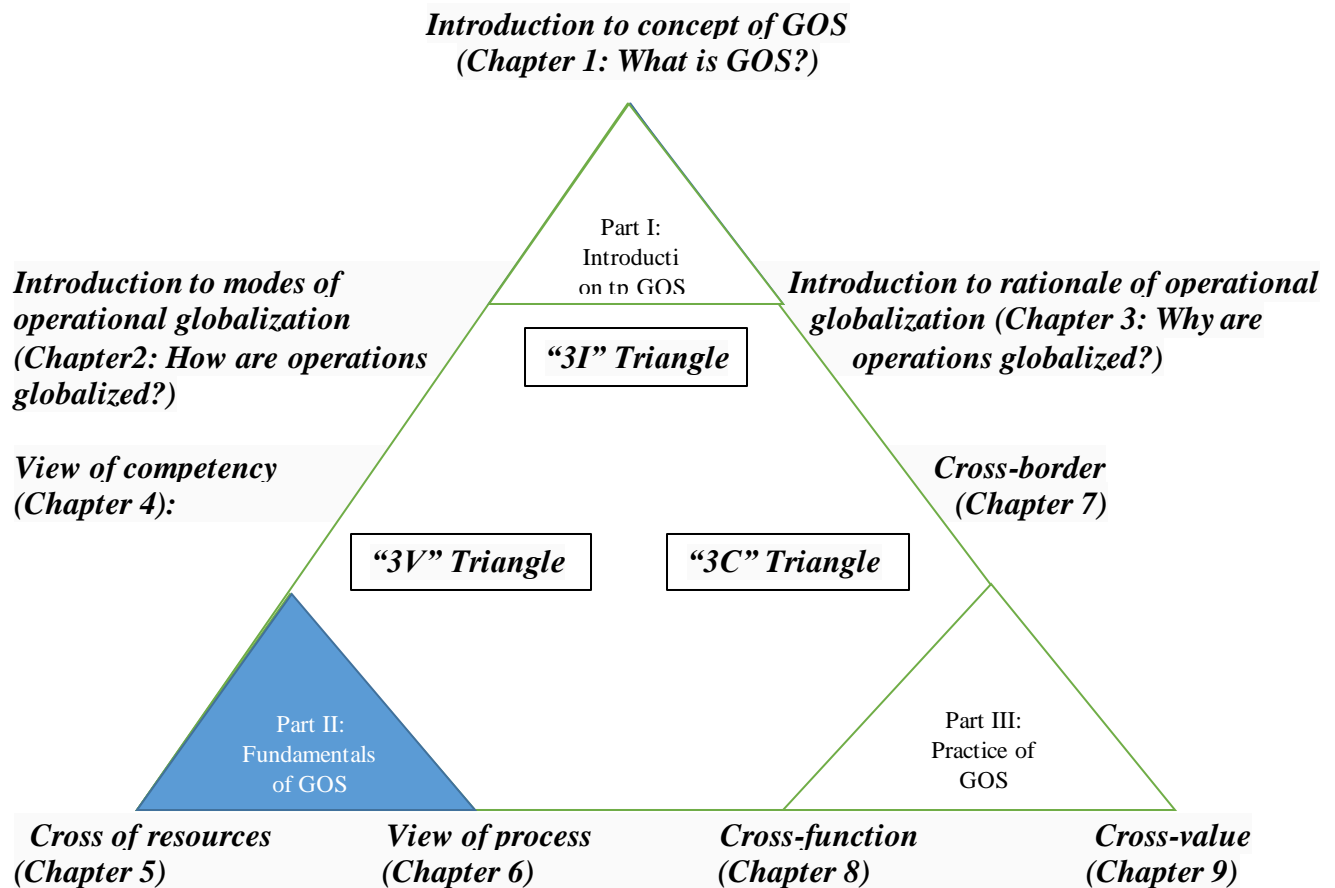 Introduction to concept of GOS
(Chapter 1: What is GOS?)
Part I:
Introducti
on tp GOS
Introduction to modes of
operational globalization
(Chapter2: How are operations
globalized?)
Introduction to rationale of operational
globalization (Chapter 3: Why are
operations globalized?)
“3I” Triangle
View of competency
(Chapter 4):
Cross-border
(Chapter 7)
“3V” Triangle
“3C” Triangle
Part II:
Fundamentals
of GOS
Part III:
Practice of
GOS
Cross of resources
(Chapter 5)
View of process
(Chapter 6)
Cross-function
(Chapter 8)
Cross-value
(Chapter 9)